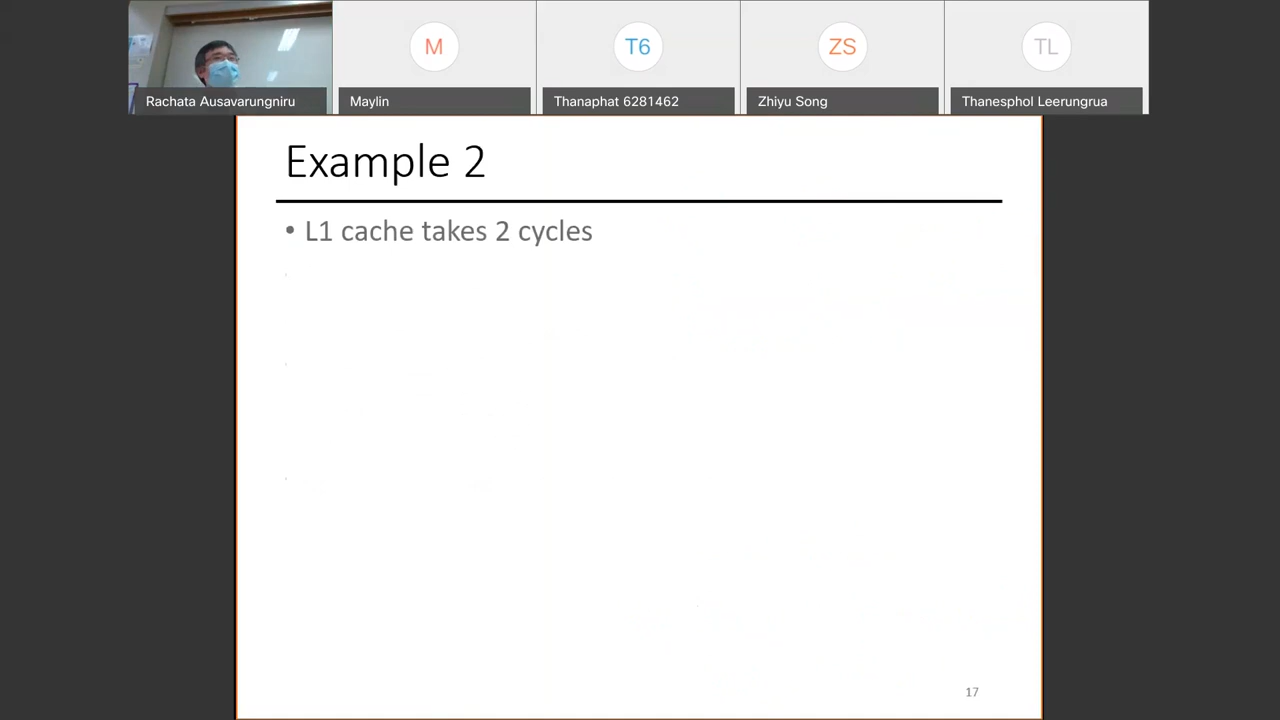 M
T6
ZS
TL
Rachata Ausavarungniru
Maylin
Thanaphat 6281462
Zhiyu Song
Thanesphol Leerungrua
Example 2
• L1 cache takes 2 cycles
17